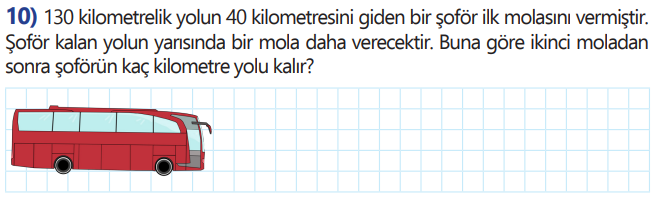 10) 130 kilometrelik yolun 40 kilometresini giden bir şoför ilk molasını vermiştir.
Şoför kalan yolun yarısında bir mola daha verecektir. Buna göre ikinci moladan
sonra şoförün kaç kilometre yolu kalır?